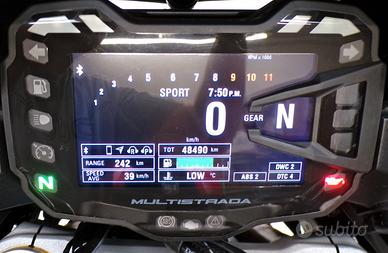 RPM x 1000
1 2 3 4 5 6 7 8 9 10 11
SPORT 7:50 P.M.
0 GEAR N
km/h
TOT 48490 km
RANGE 242 km
SPEED AVG 39 km/h
LOW °C
ABS 2
DWC 2
DTC 4
N
MULTISTRADA
subito